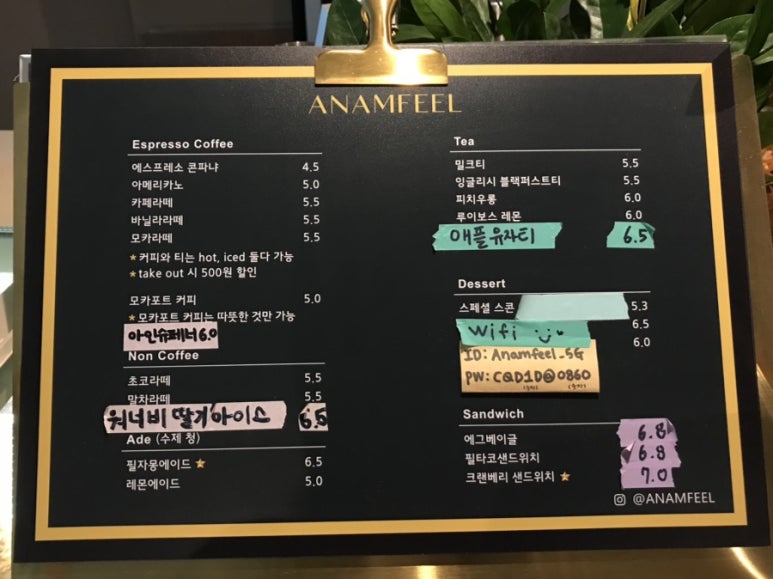 ANAMFEEL
Espresso Coffee
에스프레소 콘파냐 4.5
아메리카노 5.0
카페라떼 5.5
바닐라라떼 5.5
모카라떼 5.5
★커피와 티는 hot, iced 둘다 가능
★take out 시 500원 할인
모카포트 커피 5.0
★모카포트 커피는 따뜻한 것만 가능
아인슈페너 6.0
Non Coffee
초코라떼 5.5
말차라떼 5.5
워너비 딸기아이스 6.5
Ade (수제 청)
필자몽에이드 ★ 6.5
레몬에이드 5.0
Tea
밀크티 5.5
잉글리시 블랙퍼스트티 5.5
피치우롱 6.0
루이보스 레몬 6.0
애플유자티 6.5
Dessert
스페셜 스콘 5.3
Wifi 6.5
6.0
ID: Anamfeel_5G
PW: CQD1D@0860
Sandwich
에그베이글 6.8
필타코샌드위치 6.8
크랜베리 샌드위치 ★ 7.0
@ANAMFEEL